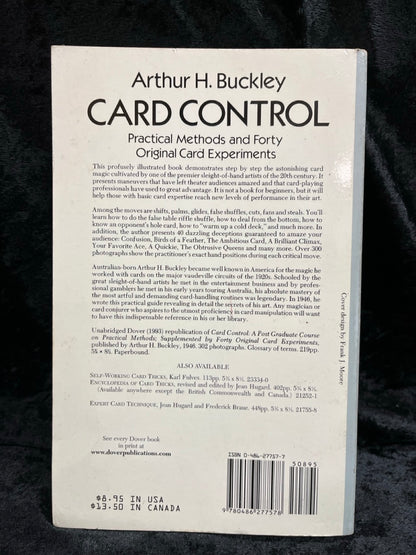 Arthur H. Buckley
CARD CONTROL
Practical Methods and Forty
Original Card Experiments
This profusely illustrated book demonstrates step by step the astonishing card
magic cultivated by one of the premier sleight-of-hand artists of the 20th century. It
presents maneuvers that have left theater audiences amazed and that card-playing
professionals have used to great advantage. It is not a book for beginners, but it will
help those with basic card expertise reach new levels of performance in their art.
Among the moves are shifts, palms, glides, false shuffles, cuts, fans and steals. You'll
learn how to do the false table riffle shuffle, how to deal from the bottom, how to
know an opponent's hole card, how to "warm up a cold deck," and much more. In
addition, the author presents 40 dazzling deceptions guaranteed to amaze your
audience: Confusion, Birds of a Feather, The Ambitious Card, A Brilliant Climax,
Your Favorite Ace, A Quickie, The Obtrusive Queens and many more. Over 300
photographs show the practitioner's exact hand positions during each critical move.
Australian-born Arthur H. Buckley became well known in America for the magic he
worked with cards on the major vaudeville circuits of the 1920s. Schooled by the
great sleight-of-hand artists he met in the entertainment business and by profes-
sional gamblers he met in his early years touring Australia, his absolute mastery of
the most artful and demanding card-handling routines was legendary. In 1946, he
wrote this practical guide revealing in detail the secrets of his art. Any magician or
card conjurer who aspires to the utmost proficiency in card manipulation will want
to have this indispensable reference in his or her library.
Unabridged Dover (1993) republication of Card Control: A Post Graduate Course
on Practical Methods; Supplemented by Forty Original Card Experiments,
published by Arthur H. Buckley, 1946. 302 photographs. Glossary of terms. 219pp.
5⅜ × 8½. Paperbound.
ALSO AVAILABLE
SELF-WORKING CARD TRICKS, Karl Fulves. 113pp. 5⅜ x 8½. 23334-0
ENCYCLOPEDIA OF CARD TRICKS, revised and edited by Jean Hugard. 402pp. 5⅜ x 8½.
(Available anywhere except the British Commonwealth and Canada.) 21252-1
EXPERT CARD TECHNIQUE, Jean Hugard and Frederick Braue. 448pp. 5⅜ x 8½. 21755-8
Cover design by Frank J. Moore
See every Dover book
in print at
www.doverpublications.com
ISBN 0-486-27757-7
50895
$8.95 IN USA
$13.50 IN CANADA
9 780486 277578